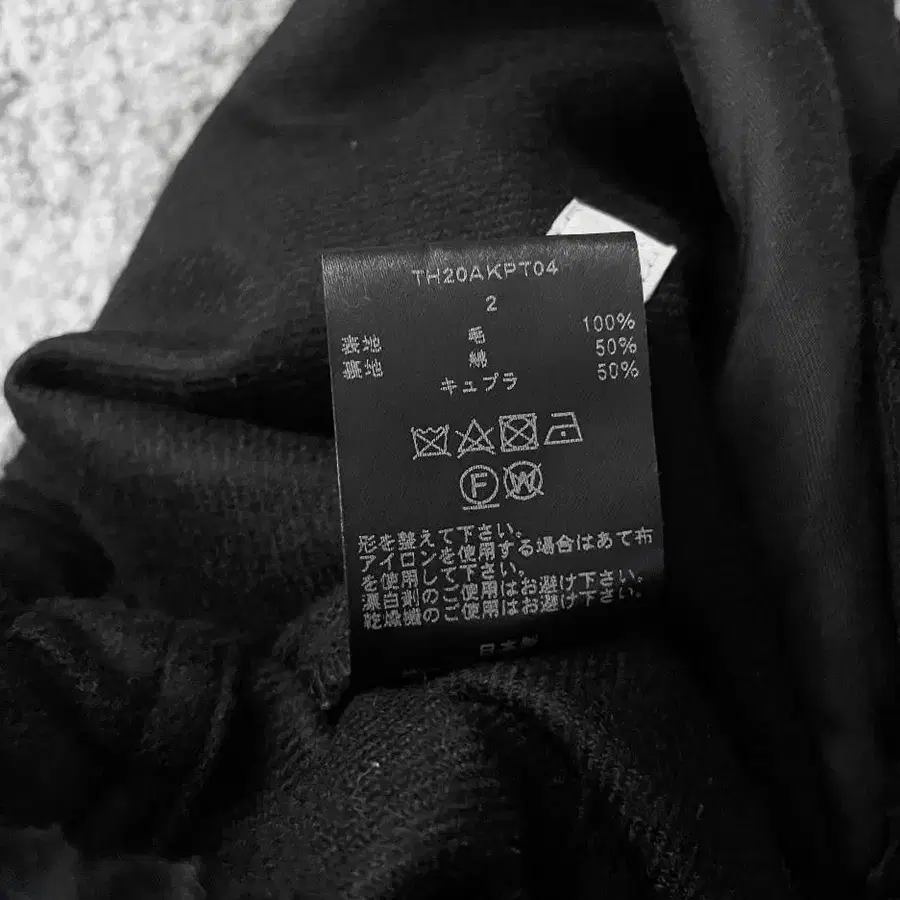 TH20AKPT04
2
表地 毛 100%
裏地 綿 50%
キュプラ 50%
F W
形を整えて下さい。
アイロンを使用する場合はあて布
を使用して下さい。
漂白剤のご使用はお避け下さい。
乾燥機のご使用はお避け下さい。
日本製